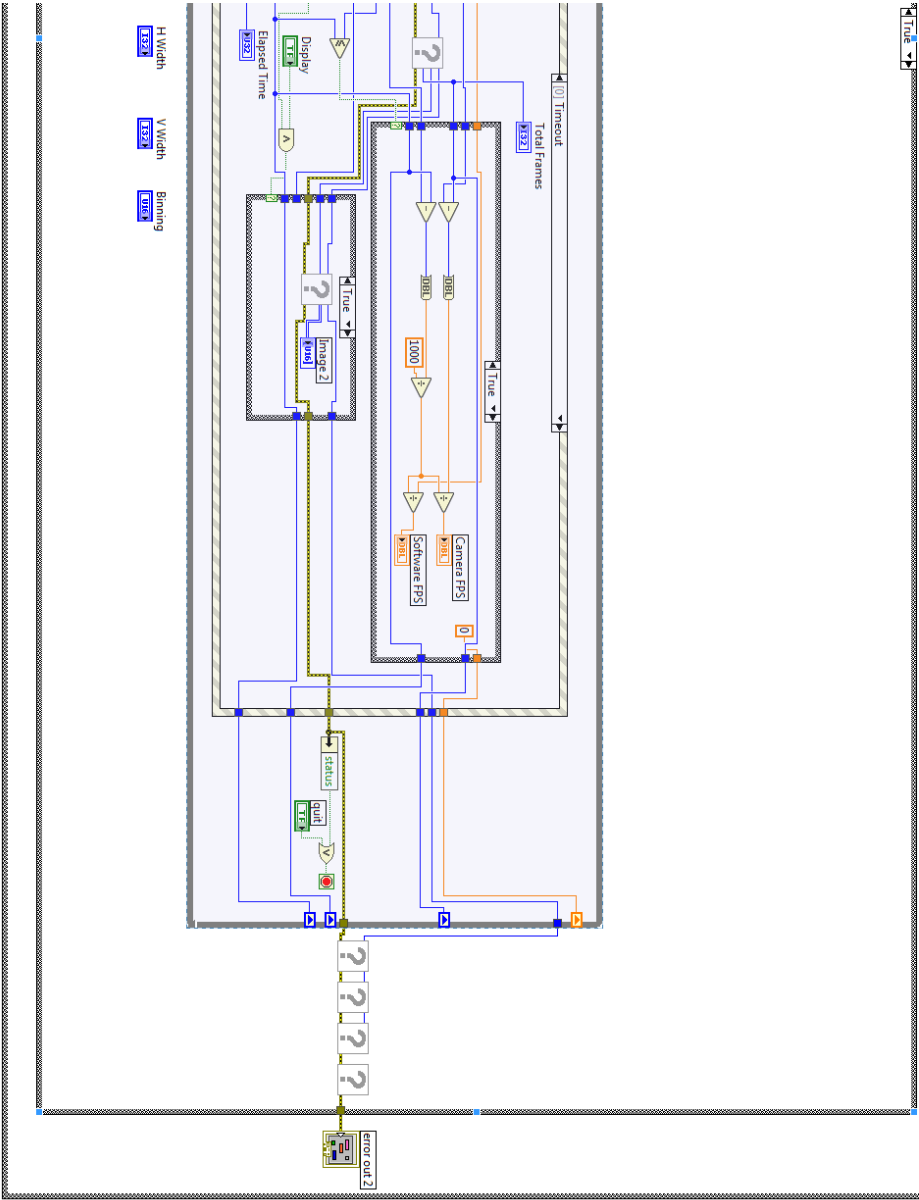 True
[0] Timeout
Total Frames
I32
True
0
Camera FPS
DBL
DBL
DBL
Software FPS
1000
DBL
error out 2
True
status
Image 2
quit
[U16]
TF
Display
TF
Elapsed Time
U32
H Width
V Width
Binning
I32
I32
U16